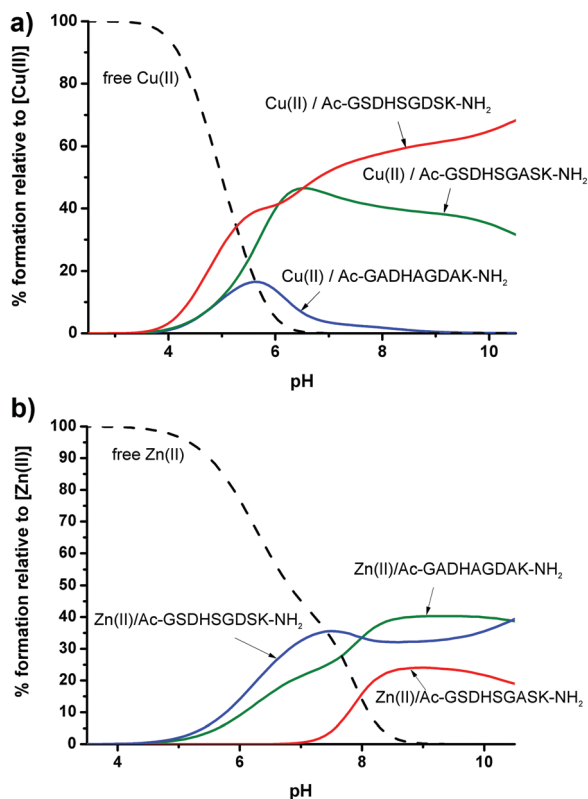 a)
% formation relative to [Cu(II)]
100
80
60
40
20
0
free Cu(II)
Cu(II) / Ac-GSDHSGDSK-NH2
Cu(II) / Ac-GSDHSGASK-NH2
Cu(II) / Ac-GADHAGDAK-NH2
4 6 8 10
pH
b)
% formation relative to [Zn(II)]
100
90
80
70
60
50
40
30
20
10
0
free Zn(II)
Zn(II)/Ac-GADHAGDAK-NH2
Zn(II)/Ac-GSDHSGDSK-NH2
Zn(II)/Ac-GSDHSGASK-NH2
4 6 8 10
pH